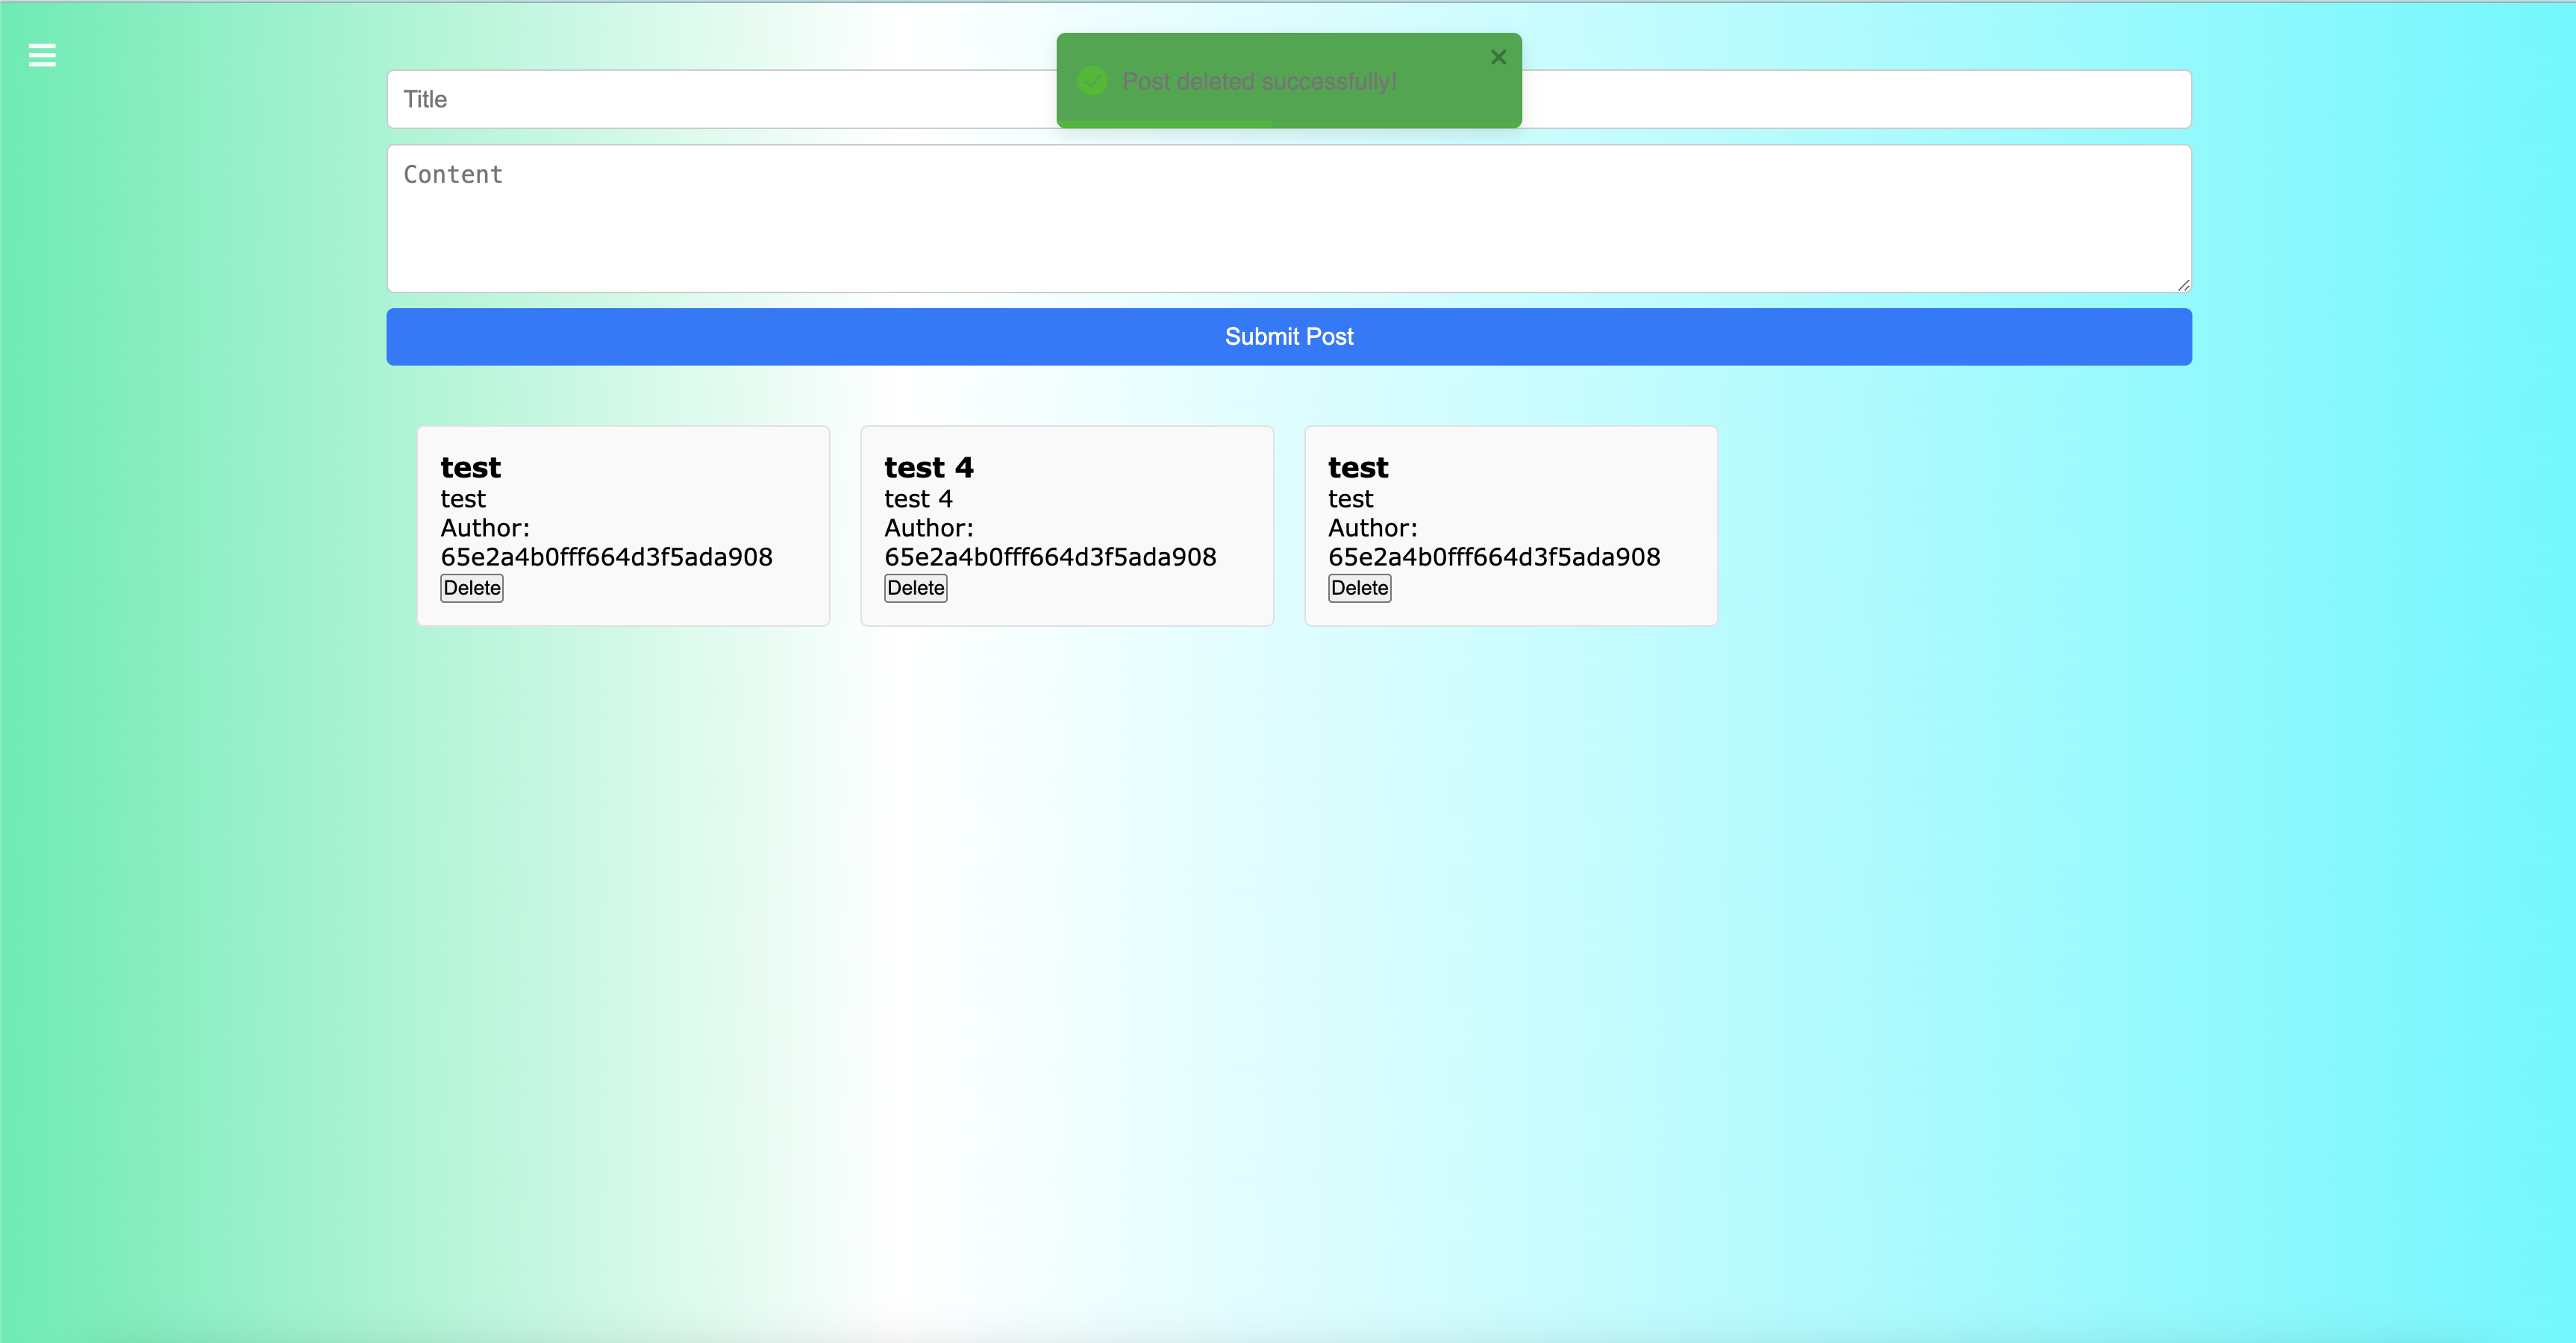 Post deleted successfully!
Title
Content
Submit Post
test
test
Author:
65e2a4b0fff664d3f5ada908
Delete
test 4
test 4
Author:
65e2a4b0fff664d3f5ada908
Delete
test
test
Author:
65e2a4b0fff664d3f5ada908
Delete